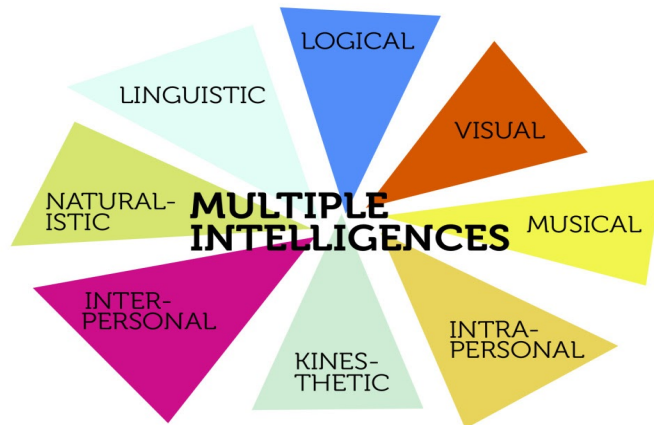 LOGICAL
LINGUISTIC
VISUAL
NATURAL-
ISTIC
MULTIPLE
INTELLIGENCES
MUSICAL
INTER-
PERSONAL
INTRA-
PERSONAL
KINES-
THETIC